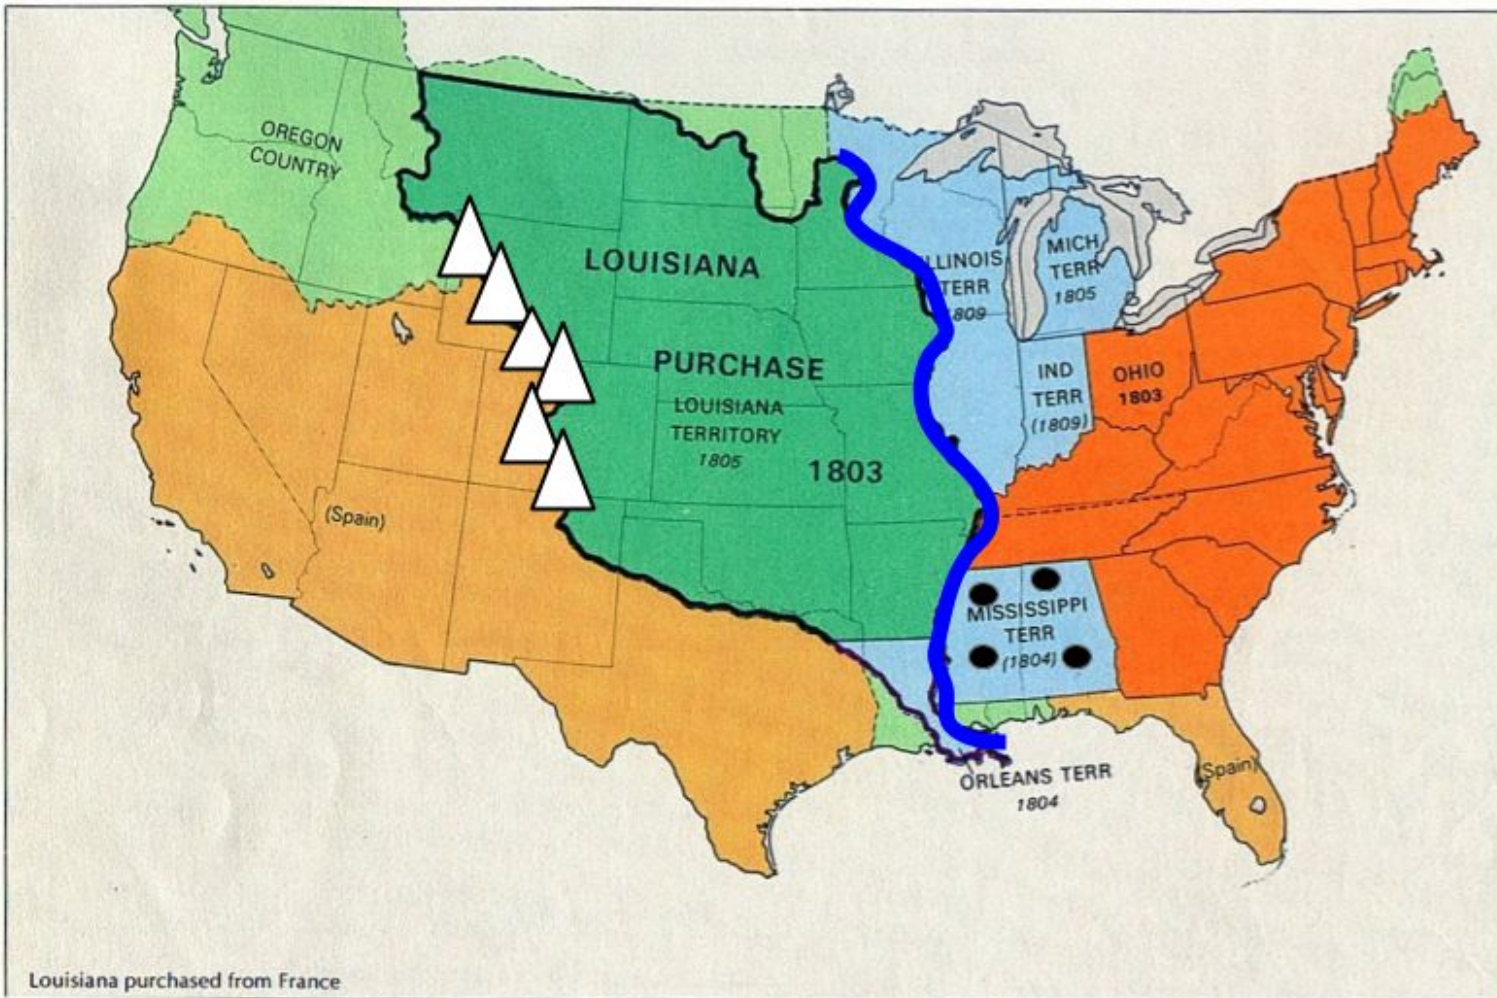 OREGON
COUNTRY
LOUISIANA
PURCHASE
LOUISIANA
TERRITORY
1805
1803
(Spain)
ILLINOIS
TERR
1809
MICH
TERR
1805
IND
TERR
(1809)
OHIO
1803
MISSISSIPPI
TERR
(1804)
ORLEANS TERR
1804
(Spain)
Louisiana purchased from France